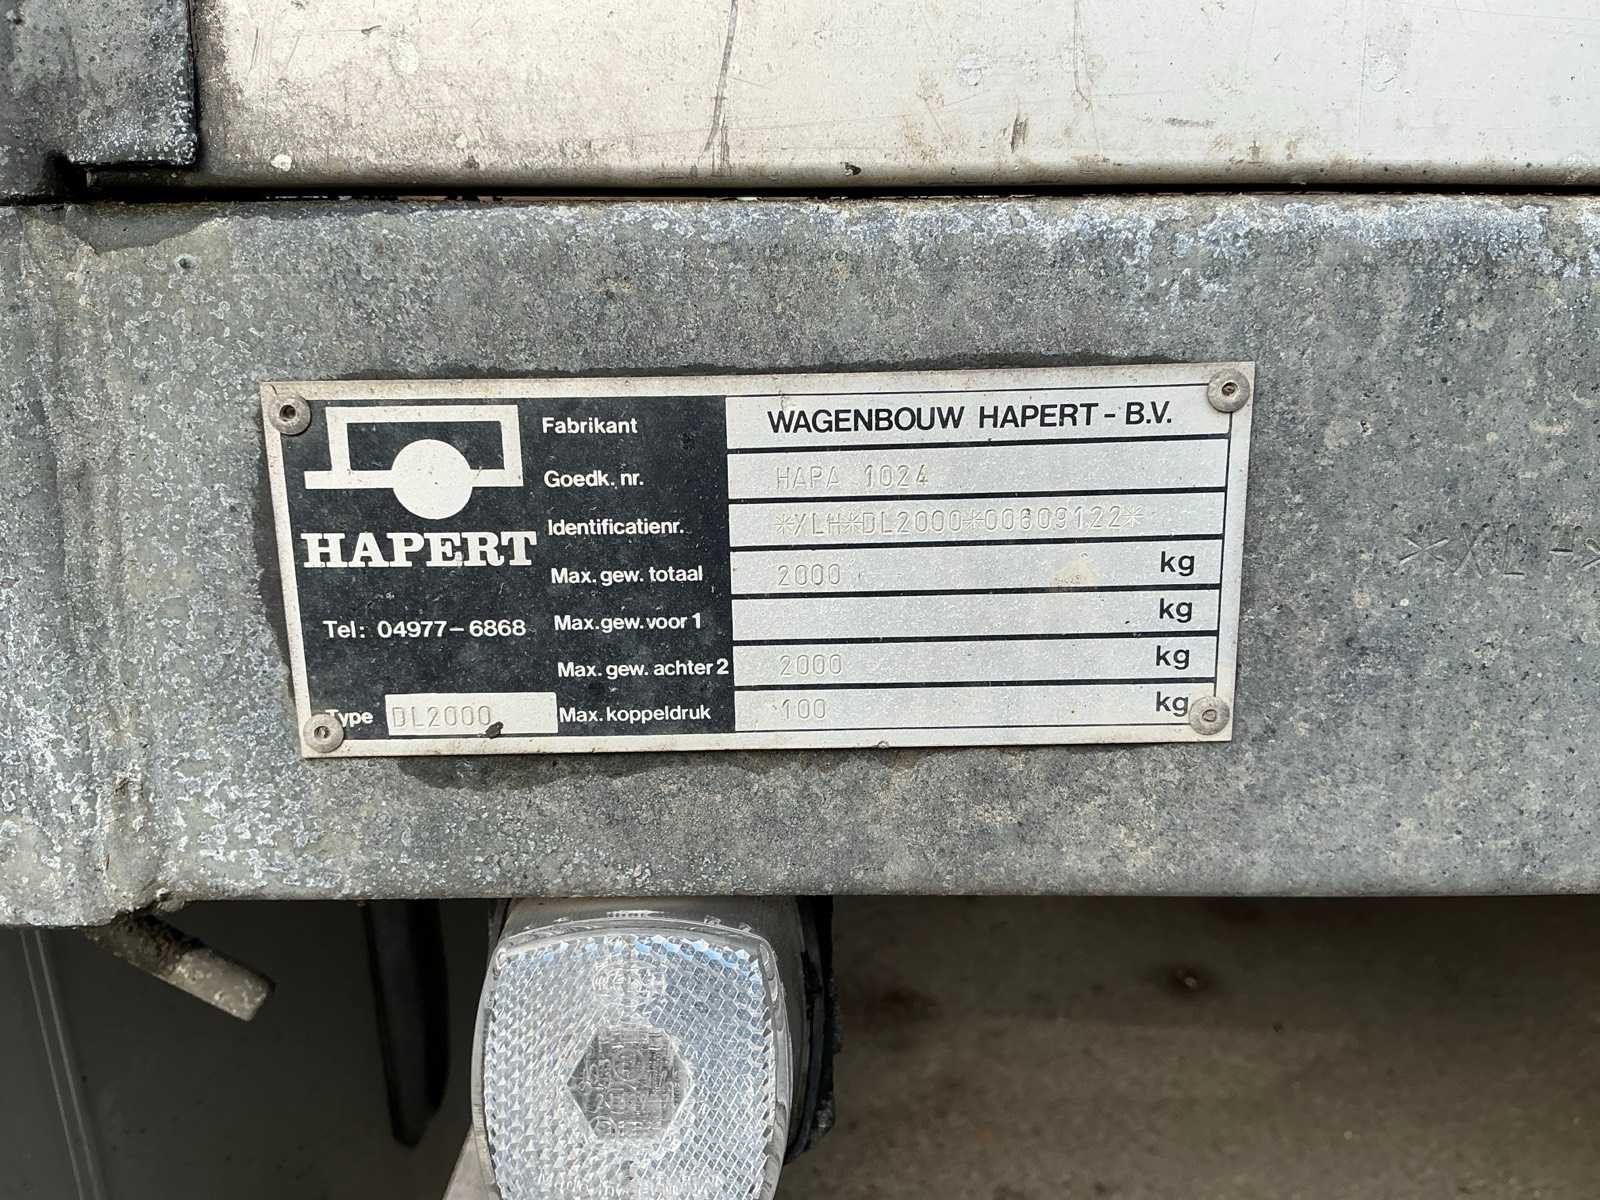 Fabrikant WAGENBOUW HAPERT - B.V.
Goedk. nr. HAPA 1024
Identificatienr. *XLH*DL2000*00609122*
HAPERT
Max. gew. totaal 2000 kg
Tel: 04977-6868
Max. gew. voor 1 kg
Max. gew. achter 2 2000 kg
Type DL2000
Max. koppeldruk 100 kg
*XL